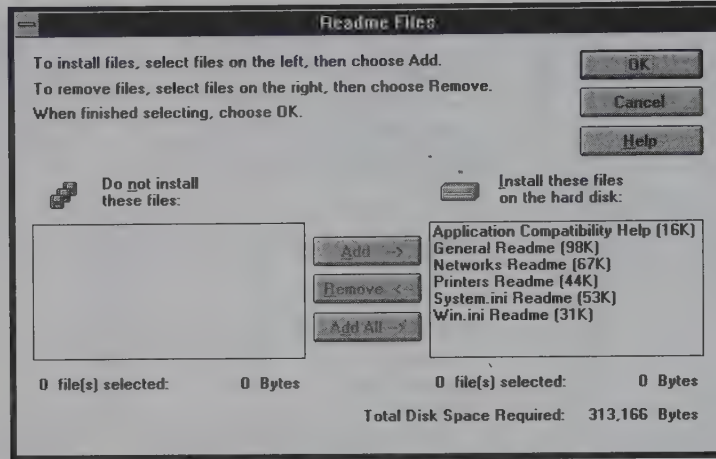 Readme Files
To install files, select files on the left, then choose Add.
To remove files, select files on the right, then choose Remove.
When finished selecting, choose OK.
OK
Cancel
Help
Do not install
these files:
Install these files
on the hard disk:
Add -->
Remove <--
Add All -->
Application Compatibility Help (16K)
General Readme (98K)
Networks Readme (67K)
Printers Readme (44K)
System.ini Readme (53K)
Win.ini Readme (31K)
0 file(s) selected: 0 Bytes
0 file(s) selected: 0 Bytes
Total Disk Space Required: 313,166 Bytes